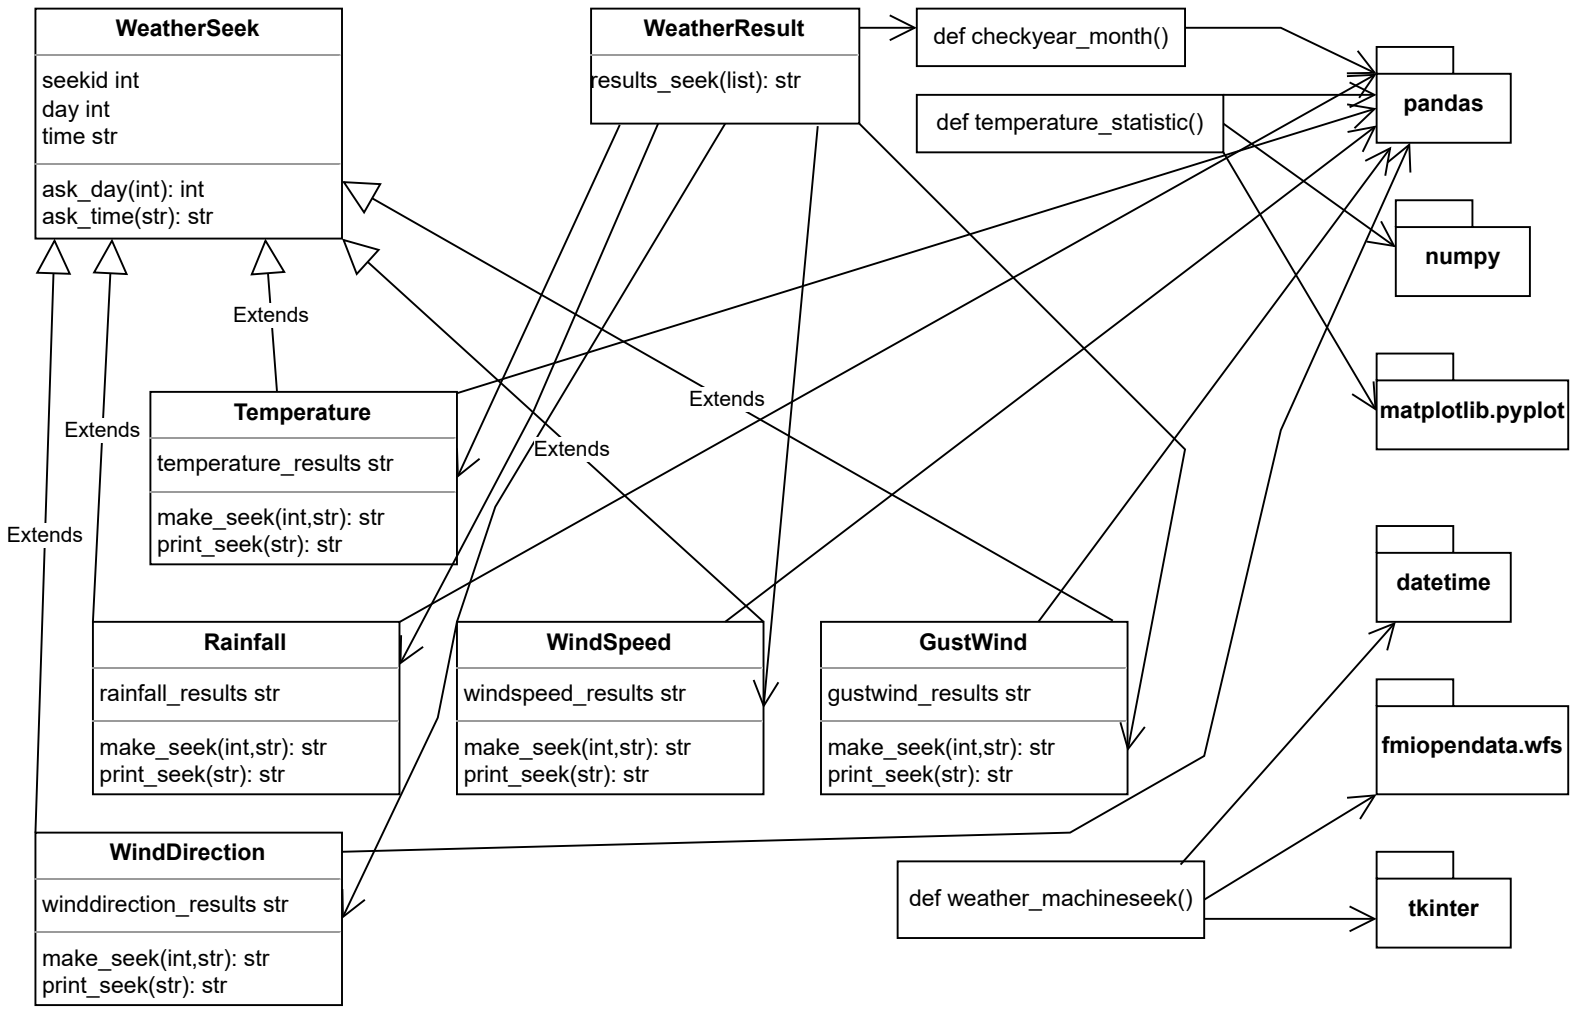 WeatherSeek
seekid int
day int
time str
ask_day(int): int
ask_time(str): str
WeatherResult
results_seek(list): str
def checkyear_month()
def temperature_statistic()
pandas
numpy
matplotlib.pyplot
datetime
fmiopendata.wfs
tkinter
Extends
Extends
Extends
Extends
Extends
Temperature
temperature_results str
make_seek(int,str): str
print_seek(str): str
Rainfall
rainfall_results str
make_seek(int,str): str
print_seek(str): str
WindSpeed
windspeed_results str
make_seek(int,str): str
print_seek(str): str
GustWind
gustwind_results str
make_seek(int,str): str
print_seek(str): str
WindDirection
winddirection_results str
make_seek(int,str): str
print_seek(str): str
def weather_machineseek()